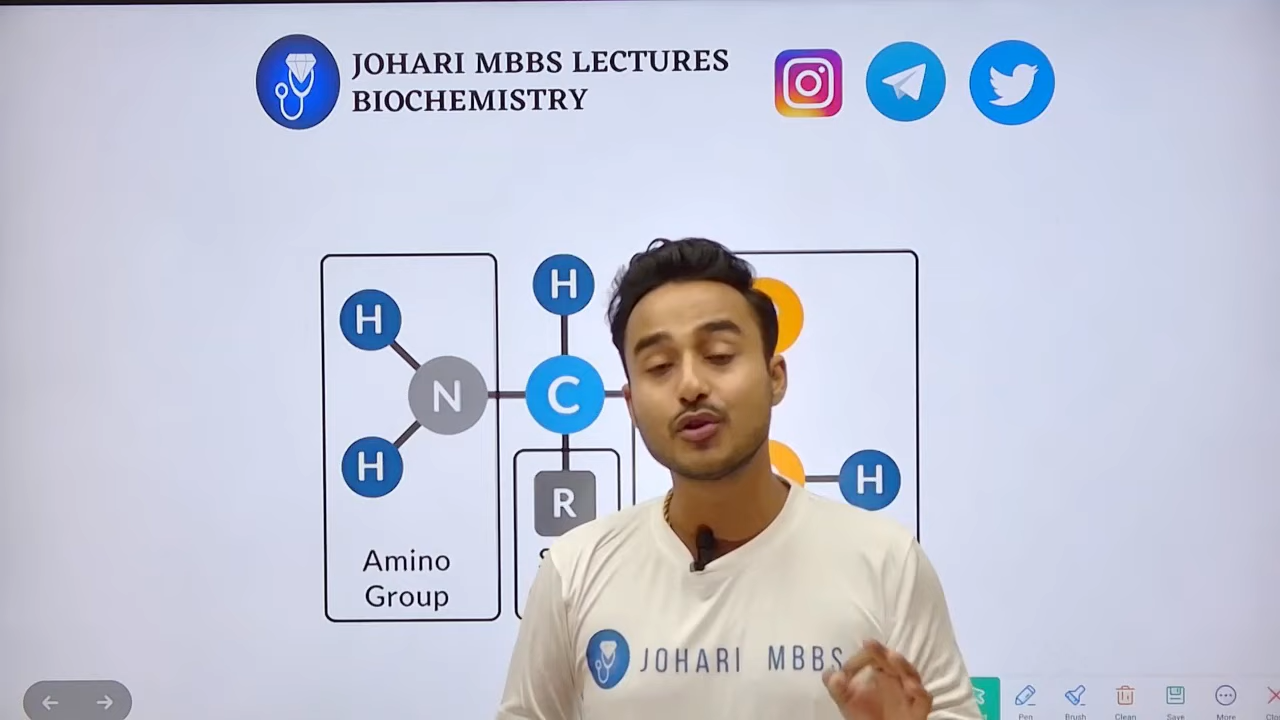 JOHARI MBBS LECTURES
BIOCHEMISTRY
H
H
N
C
H
R
H
Amino
Group
JOHARI MBBS
Pen
Brush
Clean
Save
More